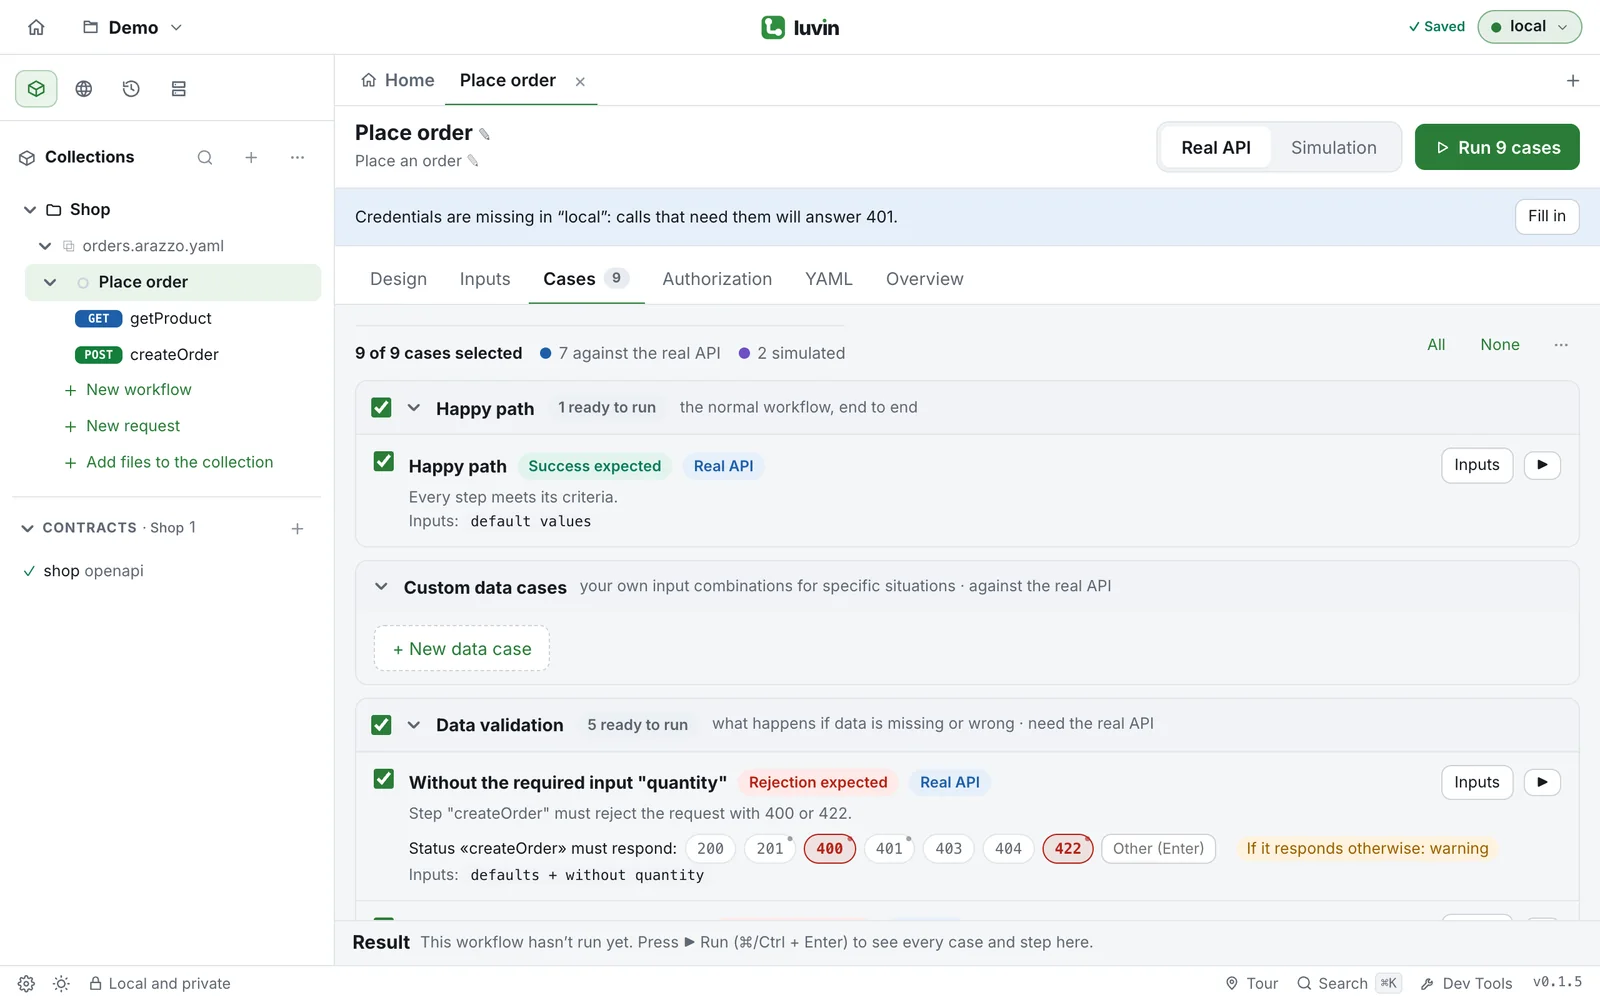 Demo
luvin
Saved
local
Home
Place order
Collections
Place order
Place an order
Real API
Simulation
Run 9 cases
Shop
orders.arazzo.yaml
Place order
GET getProduct
POST createOrder
+ New workflow
+ New request
+ Add files to the collection
CONTRACTS · Shop 1
shop openapi
Credentials are missing in “local”: calls that need them will answer 401.
Fill in
Design
Inputs
Cases 9
Authorization
YAML
Overview
9 of 9 cases selected
7 against the real API
2 simulated
All
None
Happy path 1 ready to run the normal workflow, end to end
Happy path Success expected Real API
Inputs
Every step meets its criteria.
Inputs: default values
Custom data cases your own input combinations for specific situations · against the real API
+ New data case
Data validation 5 ready to run what happens if data is missing or wrong · need the real API
Without the required input "quantity" Rejection expected Real API
Inputs
Step "createOrder" must reject the request with 400 or 422.
Status «createOrder» must respond: 200 201 400 401 403 404 422 Other (Enter) If it responds otherwise: warning
Inputs: defaults + without quantity
Result This workflow hasn’t run yet. Press ▶ Run (⌘/Ctrl + Enter) to see every case and step here.
Local and private
Tour
Search ⌘K
Dev Tools
v0.1.5